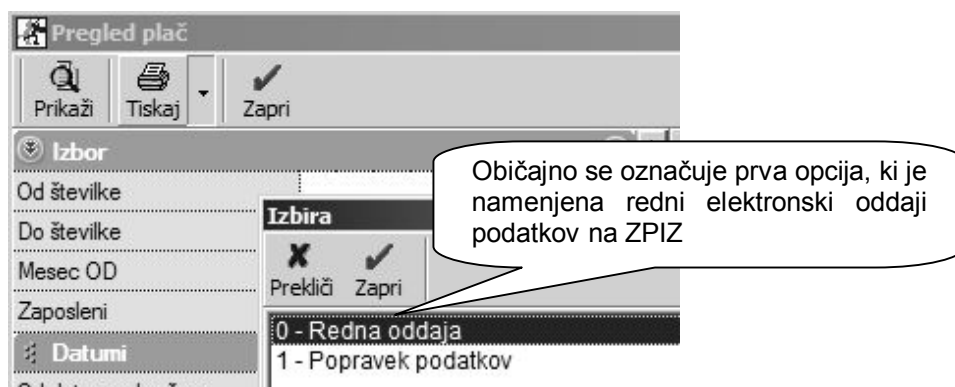 Pregled plač
Prikaži Tiskaj Zapri
Izbor
Od številke
Do številke
Mesec OD
Zaposleni
Datumi
Običajno se označuje prva opcija, ki je
namenjena redni elektronski oddaji
podatkov na ZPIZ
Izbira
Prekliči Zapri
0 - Redna oddaja
1 - Popravek podatkov